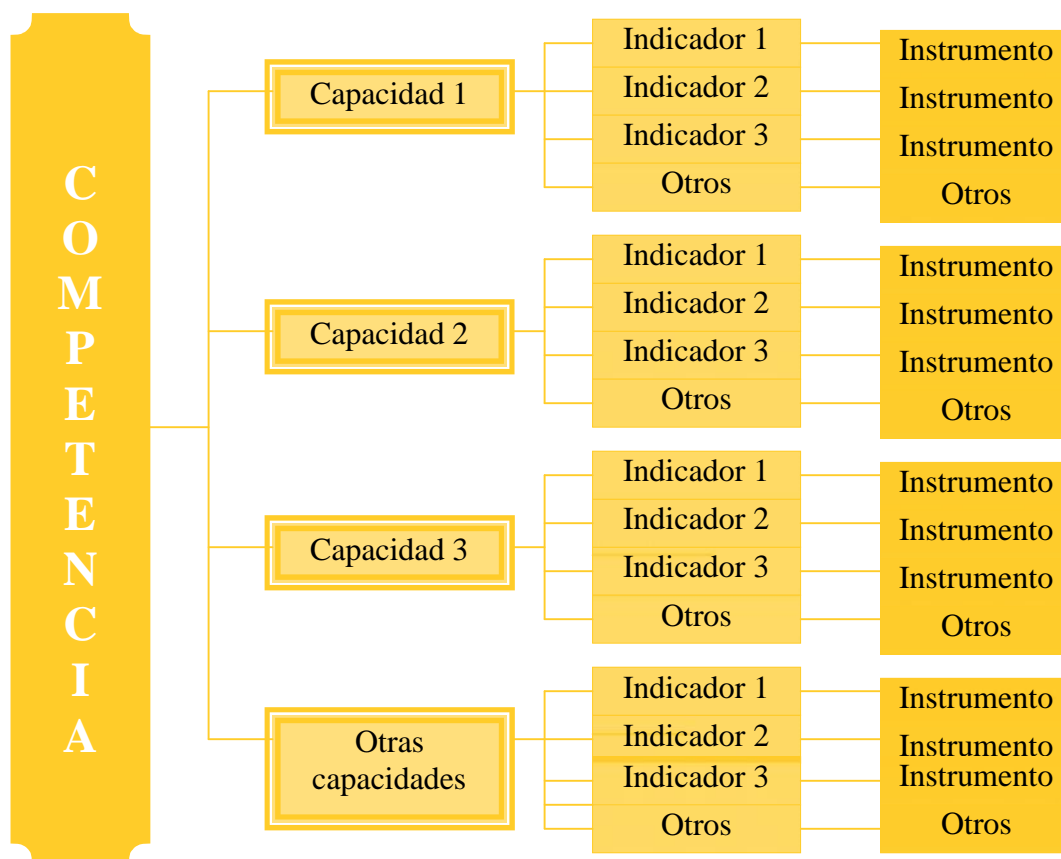 COMPETENCIA
Capacidad 1
Indicador 1
Indicador 2
Indicador 3
Otros
Instrumento
Instrumento
Instrumento
Otros
Capacidad 2
Indicador 1
Indicador 2
Indicador 3
Otros
Instrumento
Instrumento
Instrumento
Otros
Capacidad 3
Indicador 1
Indicador 2
Indicador 3
Otros
Instrumento
Instrumento
Instrumento
Otros
Otras
capacidades
Indicador 1
Indicador 2
Indicador 3
Otros
Instrumento
Instrumento
Instrumento
Otros